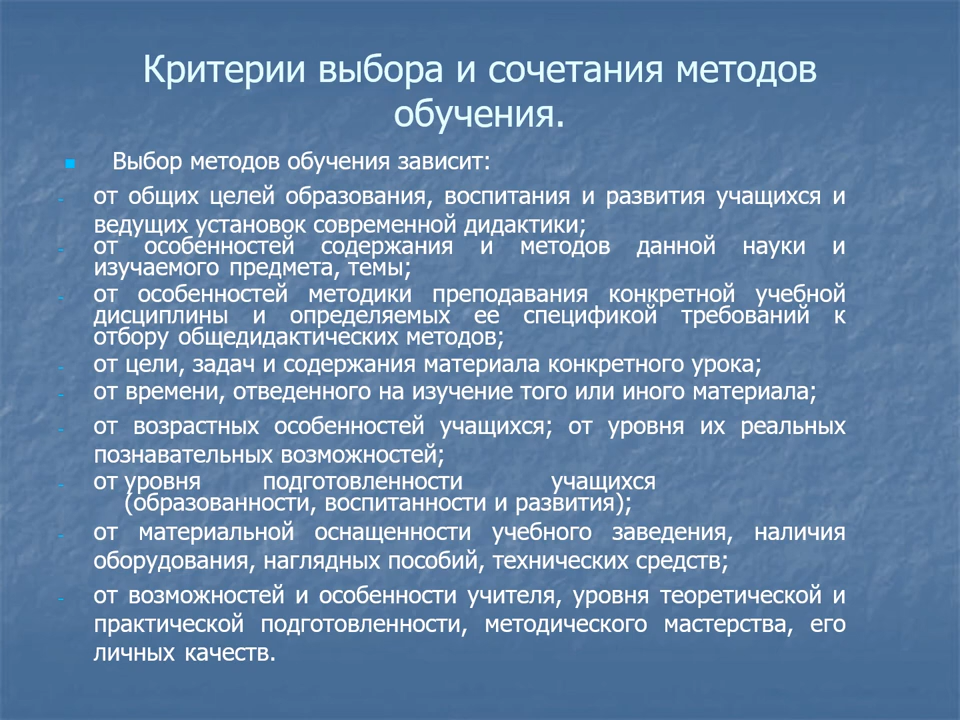 Критерии выбора и сочетания методов
обучения.
Выбор методов обучения зависит:
- от общих целей образования, воспитания и развития учащихся и
ведущих установок современной дидактики;
- от особенностей содержания и методов данной науки и
изучаемого предмета, темы;
- от особенностей методики преподавания конкретной учебной
дисциплины и определяемых ее спецификой требований к
отбору общедидактических методов;
- от цели, задач и содержания материала конкретного урока;
- от времени, отведенного на изучение того или иного материала;
- от возрастных особенностей учащихся; от уровня их реальных
познавательных возможностей;
- от уровня подготовленности учащихся
(образованности, воспитанности и развития);
- от материальной оснащенности учебного заведения, наличия
оборудования, наглядных пособий, технических средств;
- от возможностей и особенности учителя, уровня теоретической и
практической подготовленности, методического мастерства, его
личных качеств.